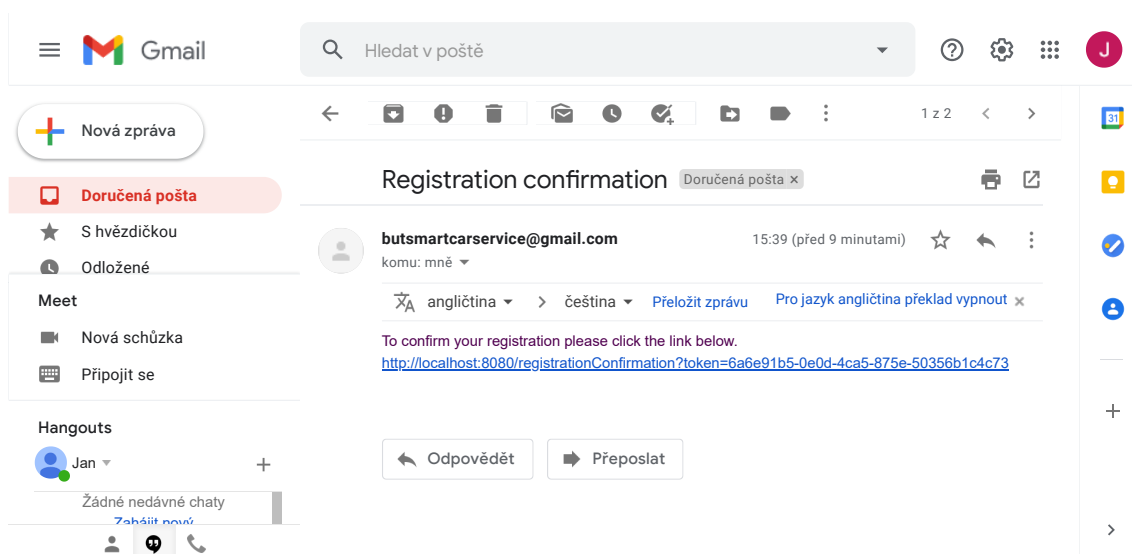 Gmail
Hledat v poště
J
Nová zpráva
1 z 2
31
Doručená pošta
S hvězdičkou
Odložené
Meet
Nová schůzka
Připojit se
Hangouts
Jan
Žádné nedávné chaty
Zahájit nový
Registration confirmation Doručená pošta ×
butsmartcarservice@gmail.com 15:39 (před 9 minutami)
komu: mně
angličtina > čeština Přeložit zprávu Pro jazyk angličtina překlad vypnout ×
To confirm your registration please click the link below.
http://localhost:8080/registrationConfirmation?token=6a6e91b5-0e0d-4ca5-875e-50356b1c4c73
Odpovědět Přeposlat